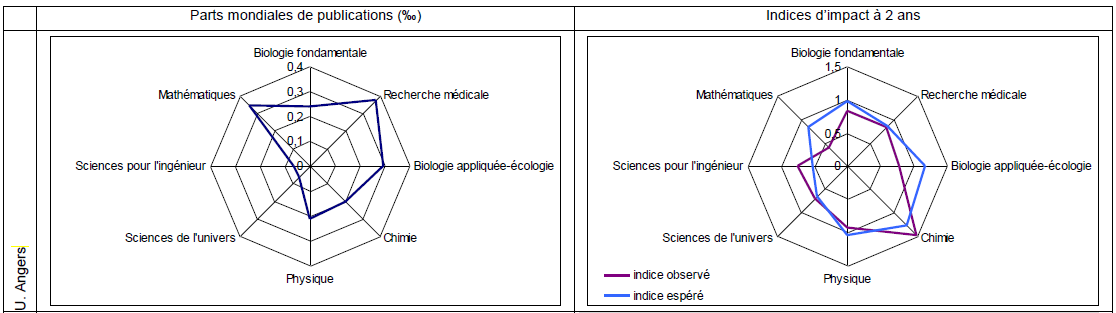 Parts mondiales de publications (‰)
Indices d'impact à 2 ans
U. Angers
Biologie fondamentale
0,4
0,3
0,2
0,1
0
Mathématiques
Recherche médicale
Sciences pour l'ingénieur
Biologie appliquée-écologie
Sciences de l'univers
Chimie
Physique
Biologie fondamentale
1,5
1
0,5
0
Mathématiques
Recherche médicale
Sciences pour l'ingénieur
Biologie appliquée-écologie
Sciences de l'univers
Chimie
Physique
indice observé
indice espéré